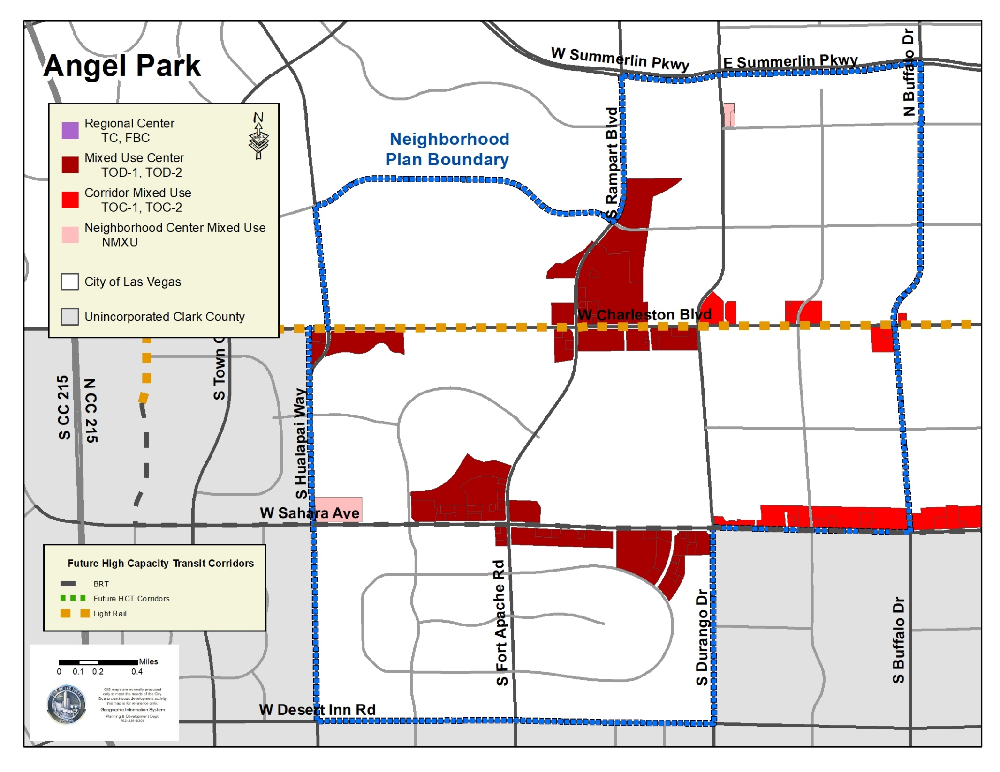 Angel Park
W Summerlin Pkwy
E Summerlin Pkwy
N Buffalo Dr
Regional Center
TC, FBC
Mixed Use Center
TOD-1, TOD-2
Corridor Mixed Use
TOC-1, TOC-2
Neighborhood Center Mixed Use
NMXU
City of Las Vegas
Unincorporated Clark County
N
Neighborhood
Plan Boundary
S Rampart Blvd
W Charleston Blvd
S Town C
S CC 215
N CC 215
S Hualapai Way
W Sahara Ave
Future High Capacity Transit Corridors
BRT
Future HCT Corridors
Light Rail
S Fort Apache Rd
S Durango Dr
S Buffalo Dr
W Desert Inn Rd
Miles
0 0.1 0.2 0.4
GIS maps are normally produced
only to meet the needs of the City.
Due to continuous development activity
this map is for reference only.
Geographic Information System
Planning & Development Dept.
702-229-6301